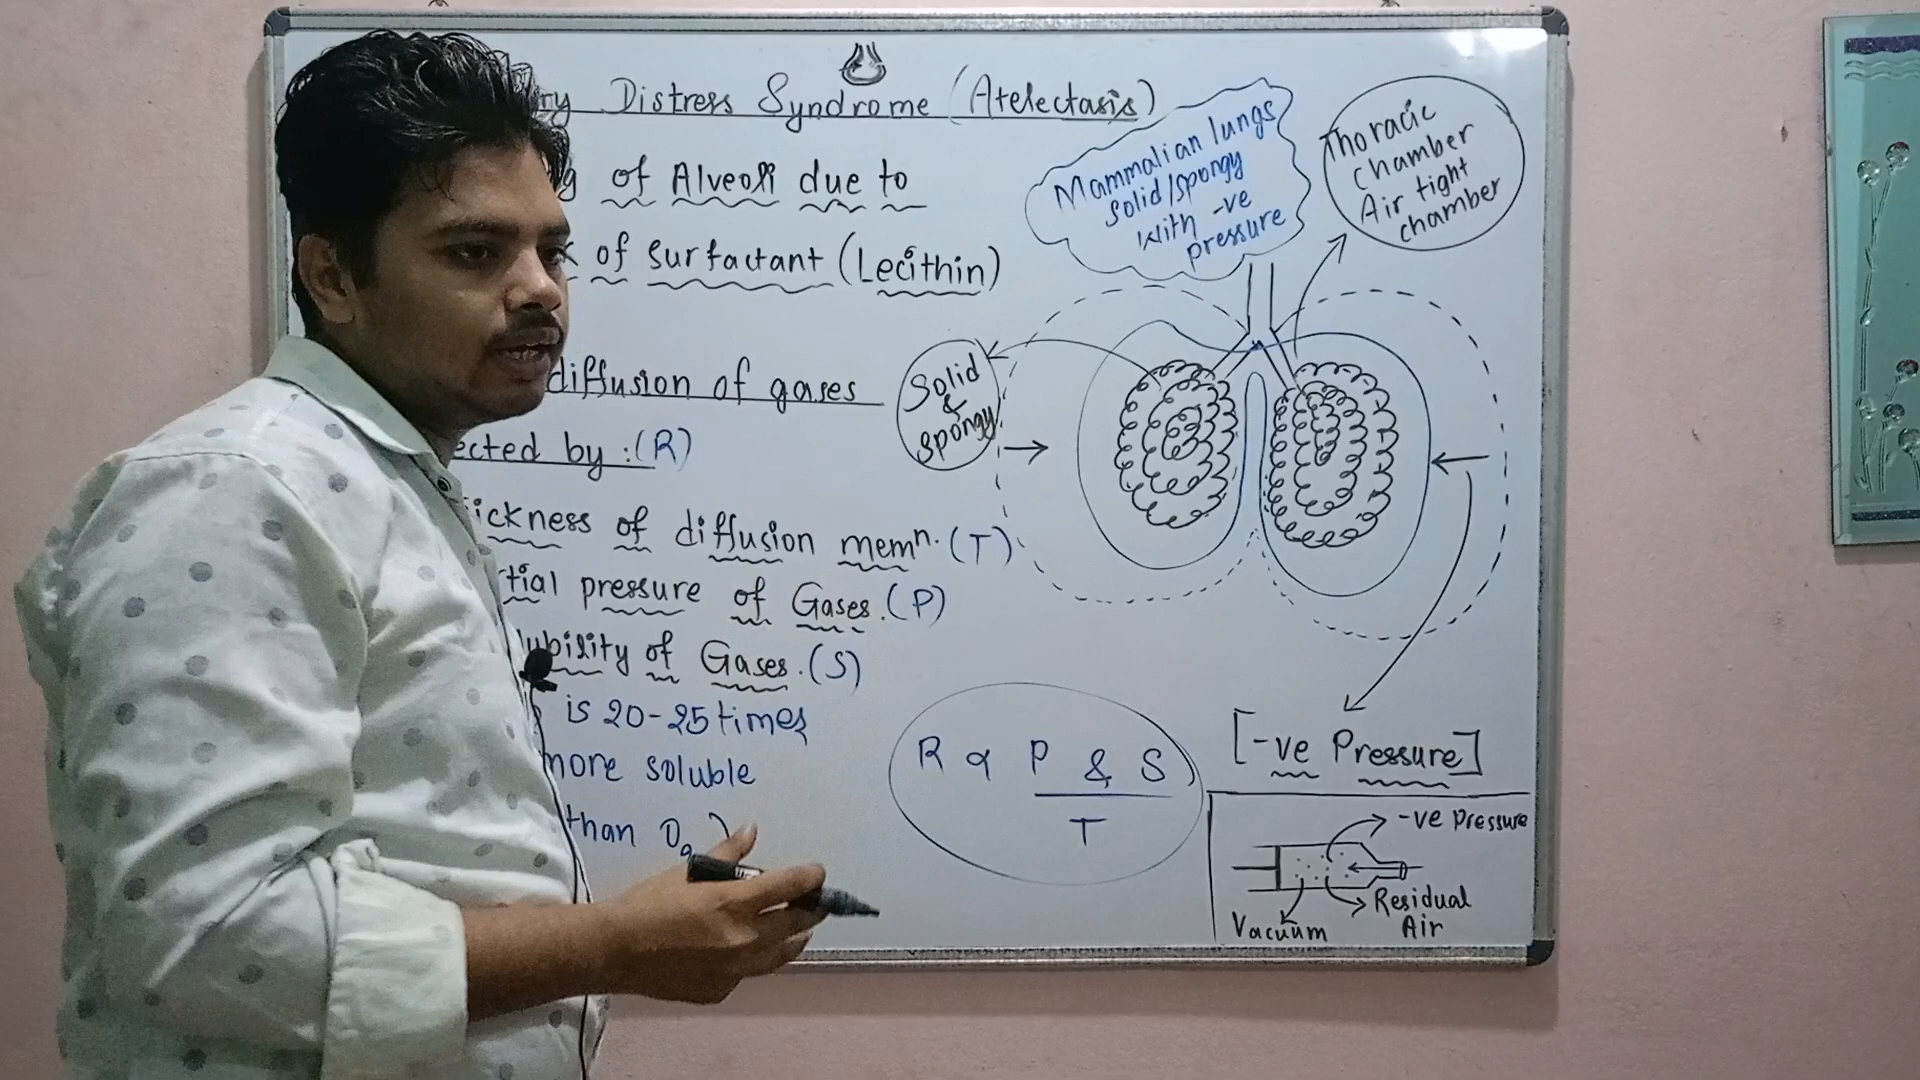 Distress Syndrome (Atelectasis)
of Alveoli due to
of surfactant (Lecithin)
diffusion of gases
ected by :(R)
ickness of diffusion memn. (T)
tial pressure of Gases. (P)
ubility of Gases. (S)
is 20-25 times
more soluble
than O2)
Mammalian lungs
solid/spongy
with -ve
pressure
Thoracic
chamber
Air tight
chamber
Solid
&
spongy
R α P & S
T
[-ve Pressure]
-ve pressure
Residual
Air
Vacuum